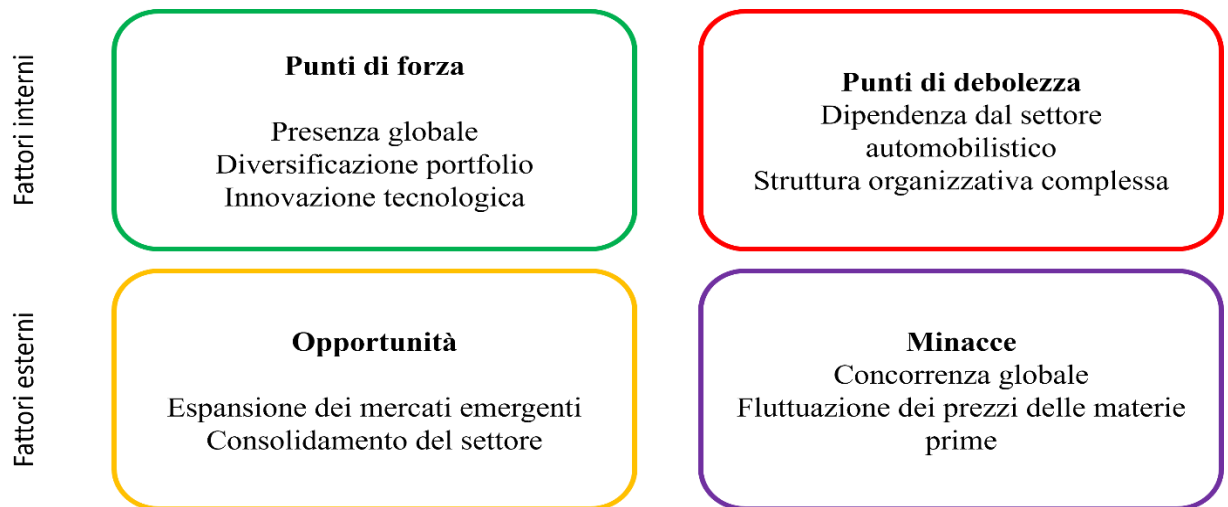 Fattori interni
Punti di forza
Presenza globale
Diversificazione portfolio
Innovazione tecnologica
Punti di debolezza
Dipendenza dal settore
automobilistico
Struttura organizzativa complessa
Fattori esterni
Opportunità
Espansione dei mercati emergenti
Consolidamento del settore
Minacce
Concorrenza globale
Fluttuazione dei prezzi delle materie
prime